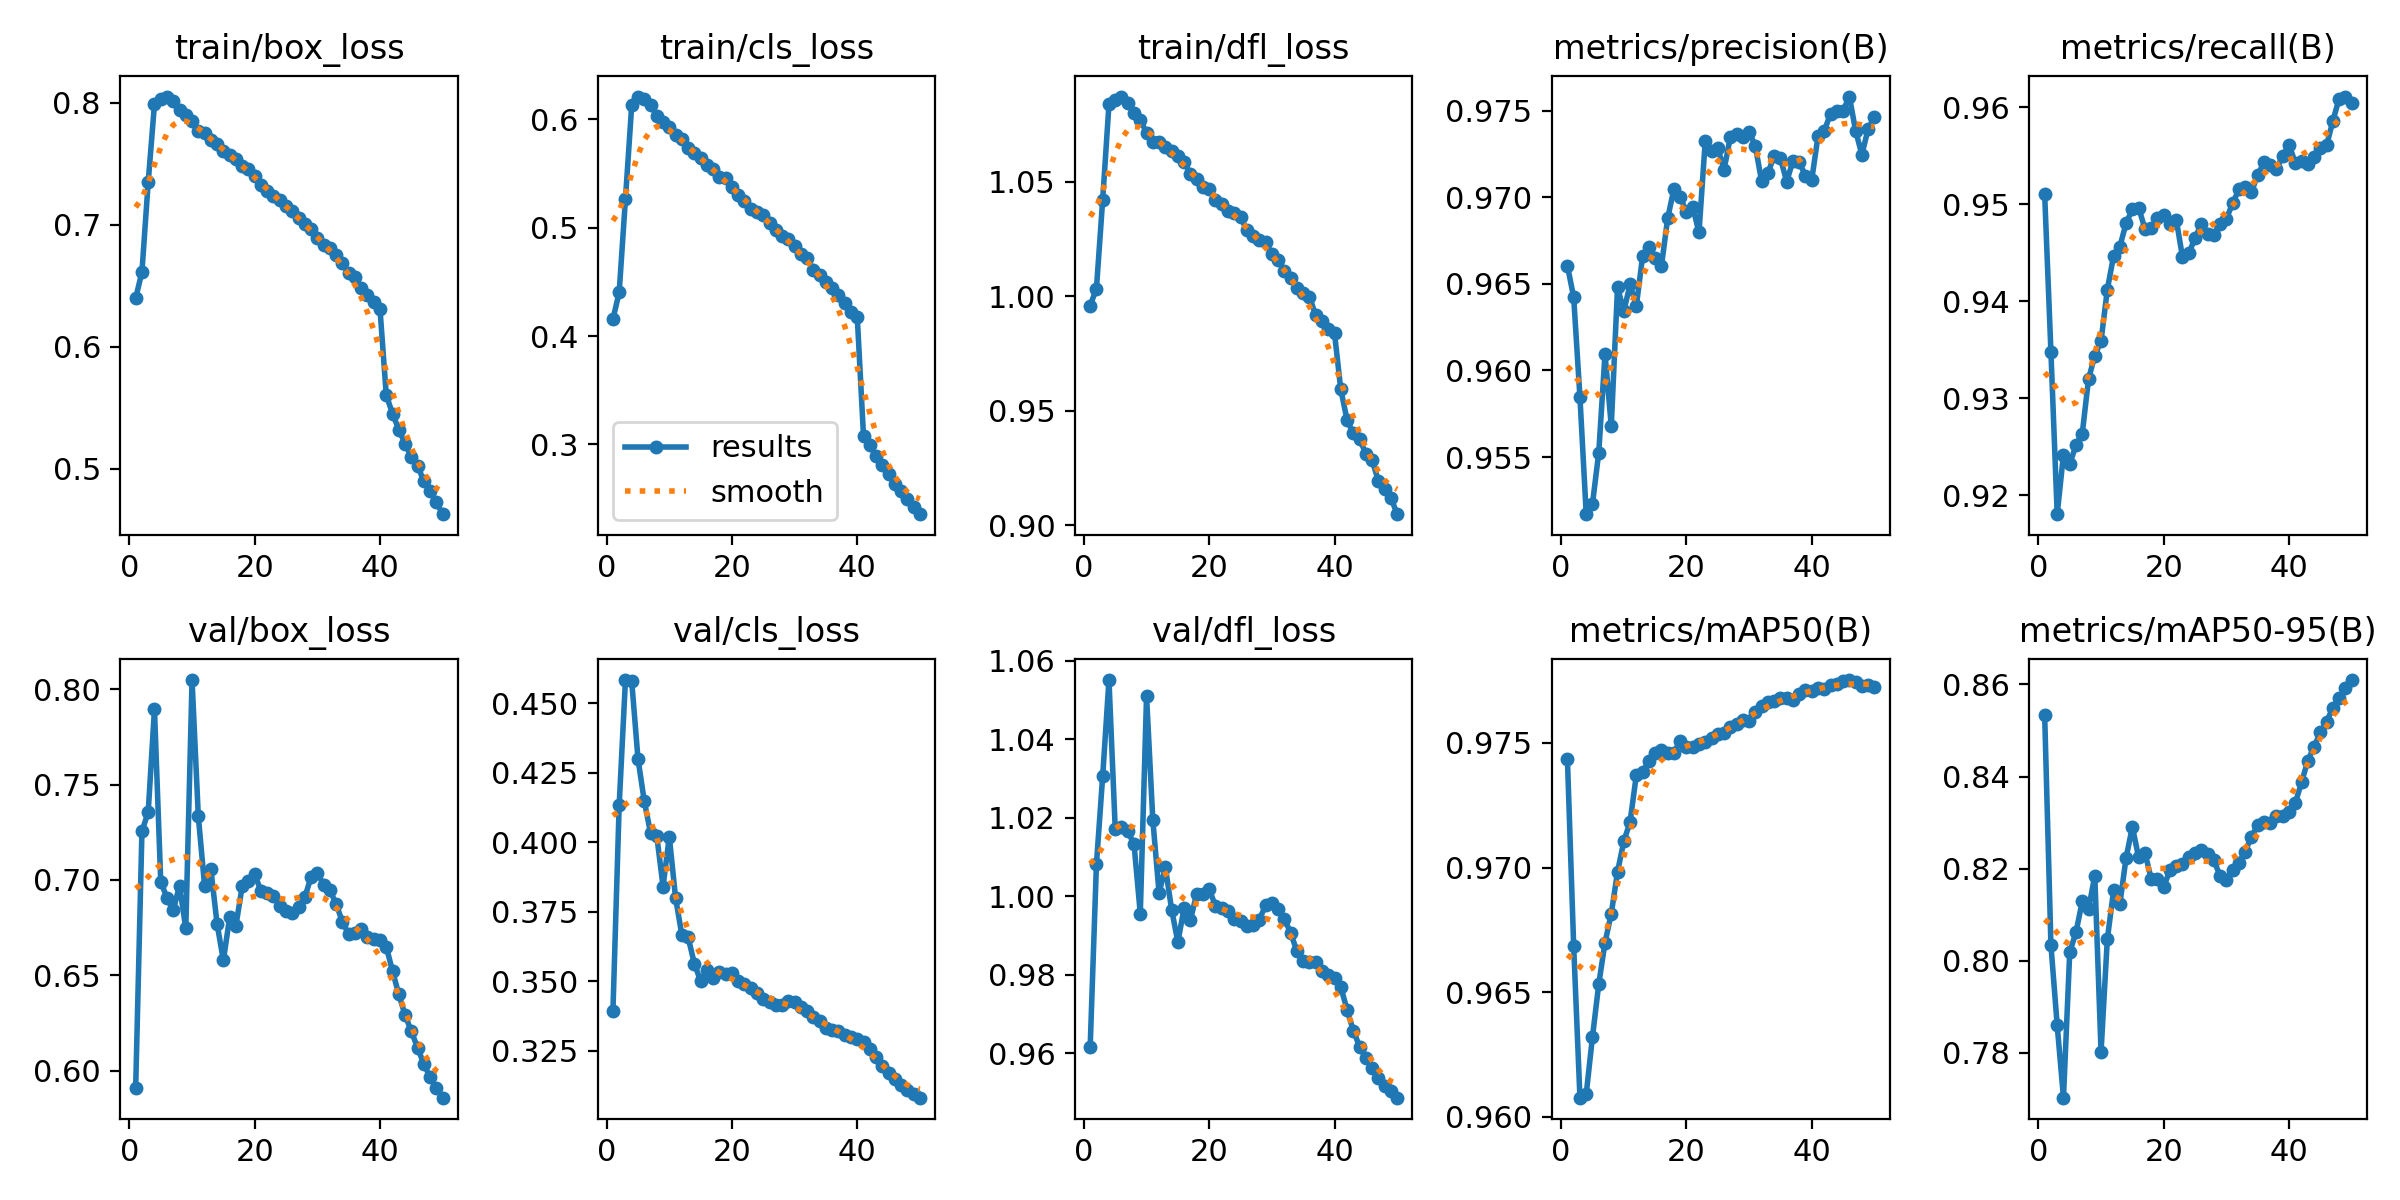 train/box_loss
train/cls_loss
train/dfl_loss
metrics/precision(B)
metrics/recall(B)
0.8
0.7
0.6
0.5
0 20 40
0.6
0.5
0.4
0.3
results
smooth
0 20 40
1.05
1.00
0.95
0.90
0 20 40
0.975
0.970
0.965
0.960
0.955
0 20 40
0.96
0.95
0.94
0.93
0.92
0 20 40
val/box_loss
val/cls_loss
val/dfl_loss
metrics/mAP50(B)
metrics/mAP50-95(B)
0.80
0.75
0.70
0.65
0.60
0 20 40
0.450
0.425
0.400
0.375
0.350
0.325
0 20 40
1.06
1.04
1.02
1.00
0.98
0.96
0 20 40
0.975
0.970
0.965
0.960
0 20 40
0.86
0.84
0.82
0.80
0.78
0 20 40